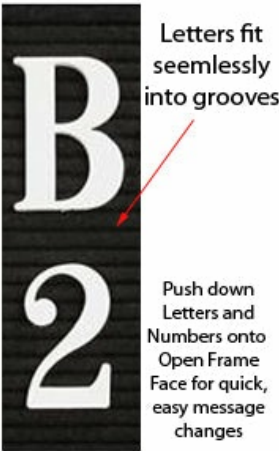 Letters fit
seemlessly
into grooves
B
2
Push down
Letters and
Numbers onto
Open Frame
Face for quick,
easy message
changes